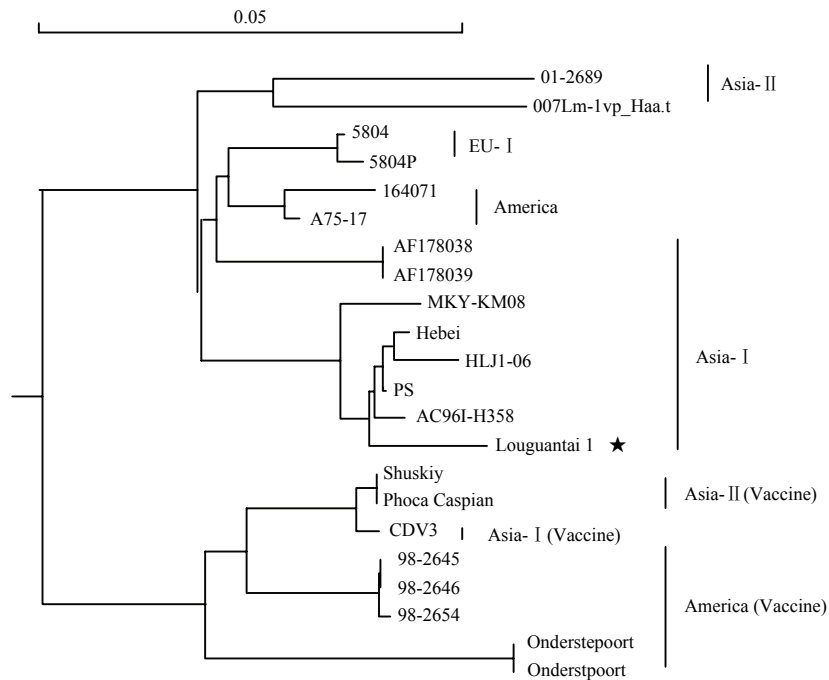 0.05
01-2689
007Lm-1vp_Haa.t
Asia-Ⅱ
5804
5804P
EU-Ⅰ
164071
A75-17
America
AF178038
AF178039
MKY-KM08
Hebei
HLJ1-06
PS
AC96I-H358
Louguantai 1 ★
Asia-Ⅰ
Shuskiy
Phoca Caspian
Asia-Ⅱ (Vaccine)
CDV3
Asia-Ⅰ (Vaccine)
98-2645
98-2646
98-2654
America (Vaccine)
Onderstepoort
Onderstpoort